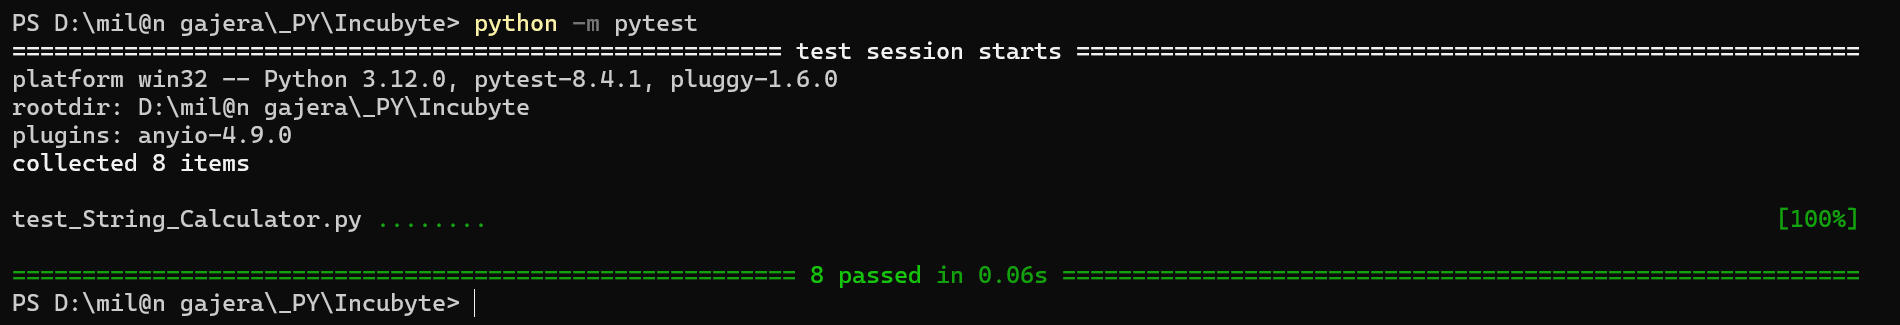 PS D:\mil@n gajera\_PY\Incubyte> python -m pytest
======================================================= test session starts ========================================================
platform win32 -- Python 3.12.0, pytest-8.4.1, pluggy-1.6.0
rootdir: D:\mil@n gajera\_PY\Incubyte
plugins: anyio-4.9.0
collected 8 items
test_String_Calculator.py ........ [100%]
======================================================== 8 passed in 0.06s =========================================================
PS D:\mil@n gajera\_PY\Incubyte>